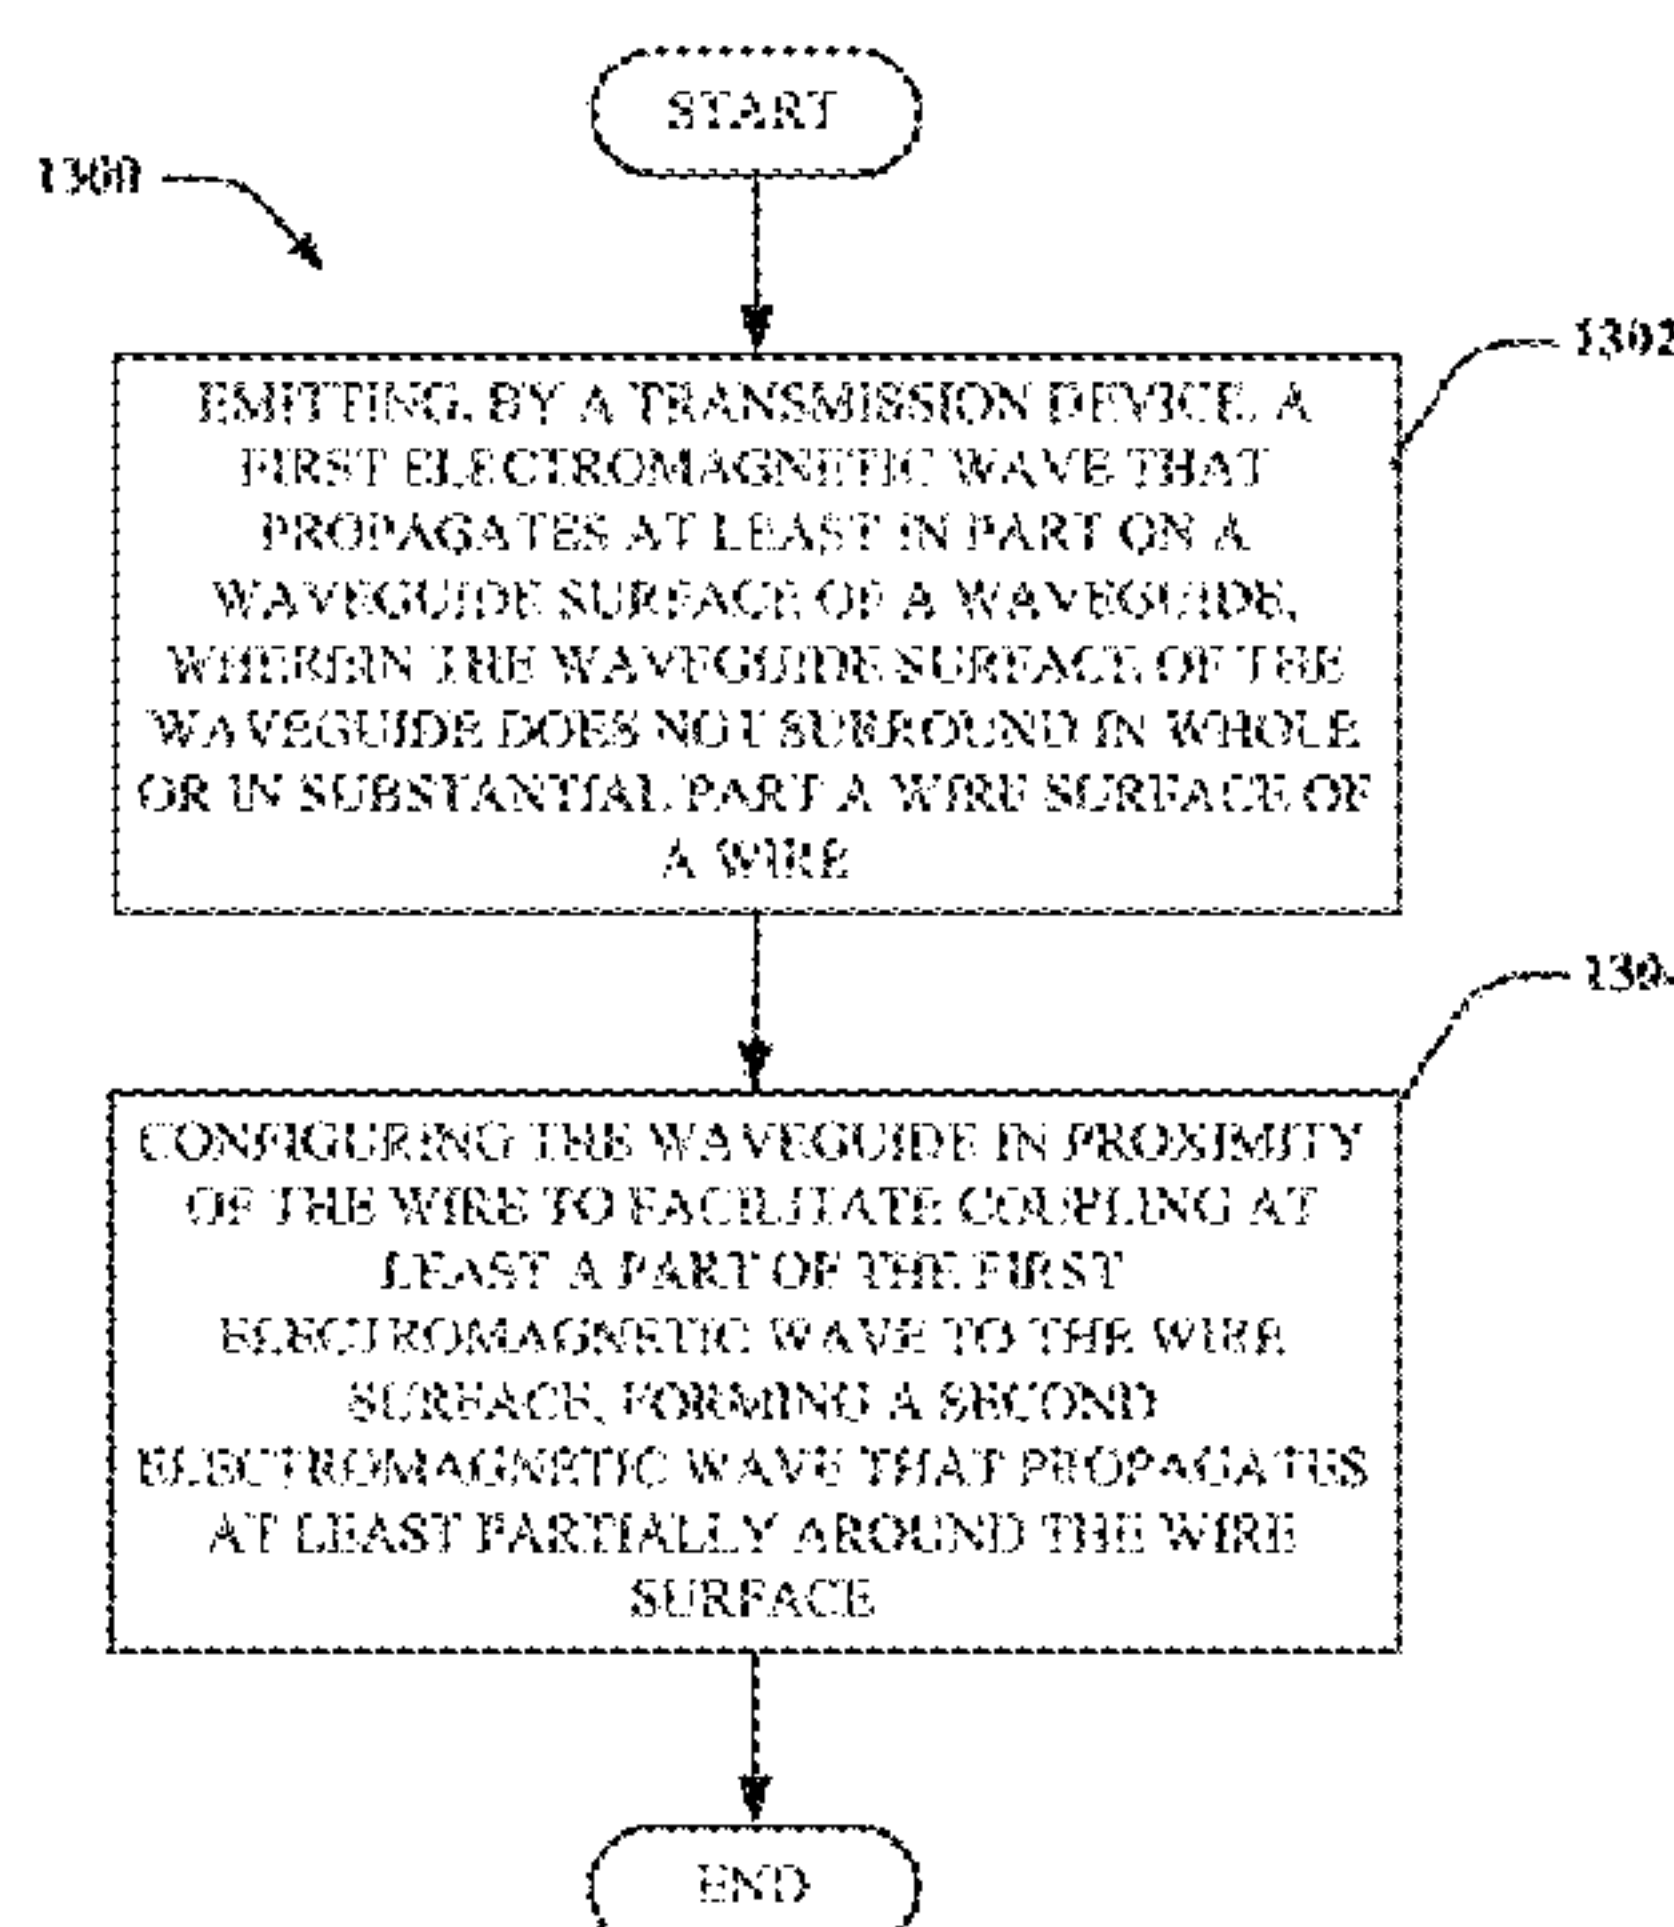 START
1300
1302
EMITTING, BY A TRANSMISSION DEVICE, A
FIRST ELECTROMAGNETIC WAVE THAT
PROPAGATES AT LEAST IN PART ON A
WAVEGUIDE SURFACE OF A WAVEGUIDE,
WHEREIN THE WAVEGUIDE SURFACE OF THE
WAVEGUIDE DOES NOT SURROUND IN WHOLE
OR IN SUBSTANTIAL PART A WIRE SURFACE OF
A WIRE
CONFIGURING THE WAVEGUIDE IN PROXIMITY
OF THE WIRE TO FACILITATE COUPLING AT
LEAST A PART OF THE FIRST
ELECTROMAGNETIC WAVE TO THE WIRE
SURFACE, FORMING A SECOND
ELECTROMAGNETIC WAVE THAT PROPAGATES
AT LEAST PARTIALLY AROUND THE WIRE
SURFACE
END